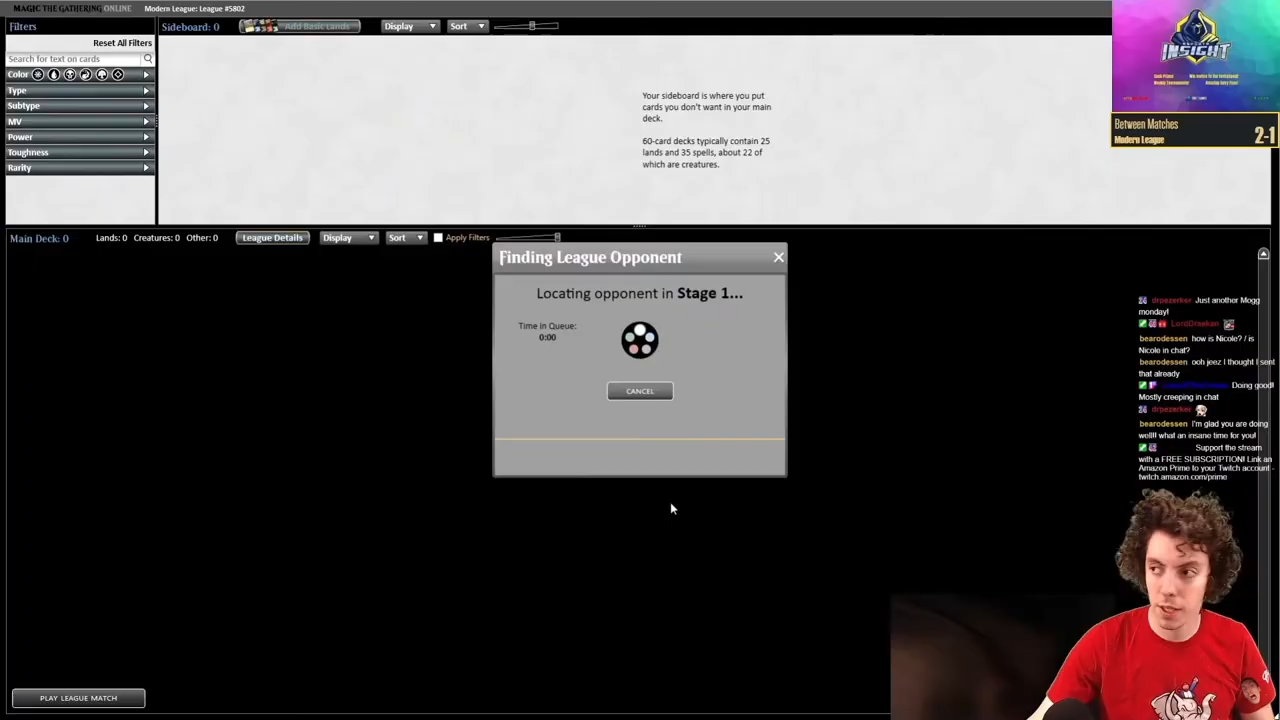 MAGIC THE GATHERING ONLINE
Modern League: League #5802
Filters
Reset All Filters
Search for text on cards
Color
Type
Subtype
MV
Power
Toughness
Rarity
Sideboard: 0
Add Basic Lands
Display
Sort
Your sideboard is where you put
cards you don't want in your main
deck.
60-card decks typically contain 25
lands and 35 spells, about 22 of
which are creatures.
INSIGHT
Between Matches
Modern League
2-1
Main Deck: 0
Lands: 0 Creatures: 0 Other: 0
League Details
Display
Sort
Apply Filters
Finding League Opponent
Locating opponent in Stage 1...
Time in Queue:
0:00
CANCEL
drpezerker Just another Mogg
monday!
LordDraekan
bearodessen how is Nicole? / is
Nicole in chat?
bearodessen ooh jeez I thought I sent
that already
Doing good!
Mostly creeping in chat
drpezerker
bearodessen I'm glad you are doing
well!! what an insane time for you!
Support the stream
with a FREE SUBSCRIPTION! Link an
Amazon Prime to your Twitch account -
twitch.amazon.com/prime
PLAY LEAGUE MATCH